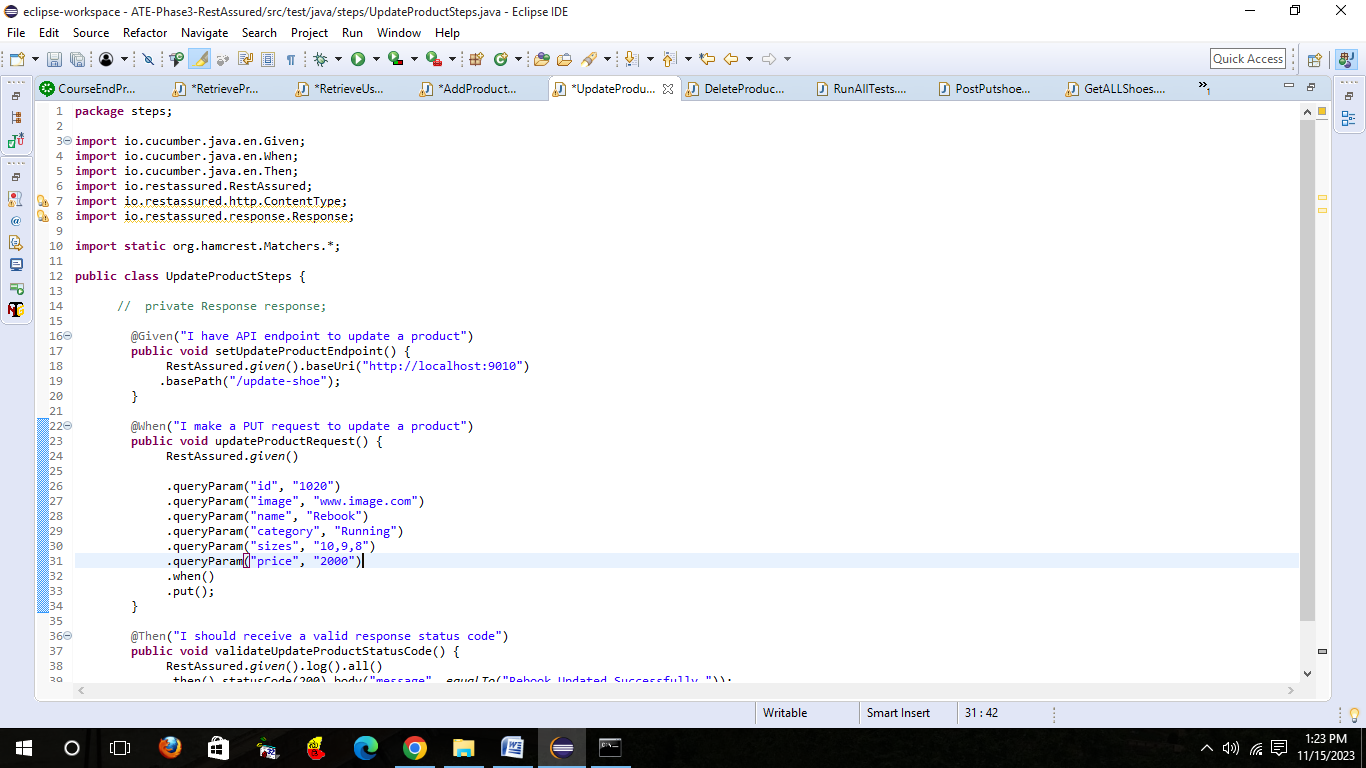 eclipse-workspace - ATE-Phase3-RestAssured/src/test/java/steps/UpdateProductSteps.java - Eclipse IDE
File Edit Source Refactor Navigate Search Project Run Window Help
Quick Access
CourseEndPr... *RetrievePr... *RetrieveUs... *AddProduct... *UpdateProdu... DeleteProduc... RunAllTests.... PostPutshoe... GetALLShoes.... »1
1 package steps;
2
3 import io.cucumber.java.en.Given;
4 import io.cucumber.java.en.When;
5 import io.cucumber.java.en.Then;
6 import io.restassured.RestAssured;
7 import io.restassured.http.ContentType;
8 import io.restassured.response.Response;
9
10 import static org.hamcrest.Matchers.*;
11
12 public class UpdateProductSteps {
13
14 // private Response response;
15
16 @Given("I have API endpoint to update a product")
17 public void setUpdateProductEndpoint() {
18 RestAssured.given().baseUri("http://localhost:9010")
19 .basePath("/update-shoe");
20 }
21
22 @When("I make a PUT request to update a product")
23 public void updateProductRequest() {
24 RestAssured.given()
25
26 .queryParam("id", "1020")
27 .queryParam("image", "www.image.com")
28 .queryParam("name", "Rebook")
29 .queryParam("category", "Running")
30 .queryParam("sizes", "10,9,8")
31 .queryParam("price", "2000")
32 .when()
33 .put();
34 }
35
36 @Then("I should receive a valid response status code")
37 public void validateUpdateProductStatusCode() {
38 RestAssured.given().log().all()
39 .then().statusCode(200).body("message", equalTo("Rebook Updated Successfully."));
Writable Smart Insert 31 : 42
1:23 PM
11/15/2023